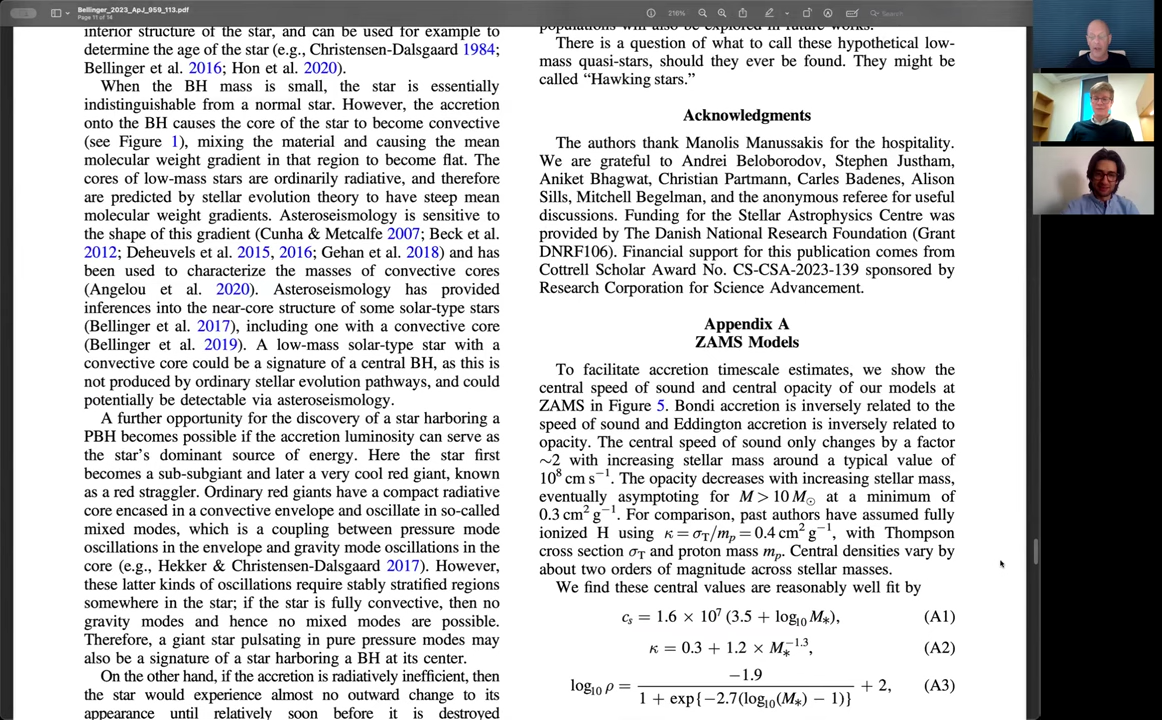 Bellinger_2023_ApJ_959_113.pdf
Page 11 of 14
216%
Search
interior structure of the star, and can be used for example to
determine the age of the star (e.g., Christensen-Dalsgaard 1984;
Bellinger et al. 2016; Hon et al. 2020).
When the BH mass is small, the star is essentially
indistinguishable from a normal star. However, the accretion
onto the BH causes the core of the star to become convective
(see Figure 1), mixing the material and causing the mean
molecular weight gradient in that region to become flat. The
cores of low-mass stars are ordinarily radiative, and therefore
are predicted by stellar evolution theory to have steep mean
molecular weight gradients. Asteroseismology is sensitive to
the shape of this gradient (Cunha & Metcalfe 2007; Beck et al.
2012; Deheuvels et al. 2015, 2016; Gehan et al. 2018) and has
been used to characterize the masses of convective cores
(Angelou et al. 2020). Asteroseismology has provided
inferences into the near-core structure of some solar-type stars
(Bellinger et al. 2017), including one with a convective core
(Bellinger et al. 2019). A low-mass solar-type star with a
convective core could be a signature of a central BH, as this is
not produced by ordinary stellar evolution pathways, and could
potentially be detectable via asteroseismology.
A further opportunity for the discovery of a star harboring a
PBH becomes possible if the accretion luminosity can serve as
the star's dominant source of energy. Here the star first
becomes a sub-subgiant and later a very cool red giant, known
as a red straggler. Ordinary red giants have a compact radiative
core encased in a convective envelope and oscillate in so-called
mixed modes, which is a coupling between pressure mode
oscillations in the envelope and gravity mode oscillations in the
core (e.g., Hekker & Christensen-Dalsgaard 2017). However,
these latter kinds of oscillations require stably stratified regions
somewhere in the star; if the star is fully convective, then no
gravity modes and hence no mixed modes are possible.
Therefore, a giant star pulsating in pure pressure modes may
also be a signature of a star harboring a BH at its center.
On the other hand, if the accretion is radiatively inefficient, then
the star would experience almost no outward change to its
appearance until relatively soon before it is destroyed
populations will also be explored in future works.
There is a question of what to call these hypothetical low-
mass quasi-stars, should they ever be found. They might be
called “Hawking stars.”
Acknowledgments
The authors thank Manolis Manussakis for the hospitality.
We are grateful to Andrei Beloborodov, Stephen Justham,
Aniket Bhagwat, Christian Partmann, Carles Badenes, Alison
Sills, Mitchell Begelman, and the anonymous referee for useful
discussions. Funding for the Stellar Astrophysics Centre was
provided by The Danish National Research Foundation (Grant
DNRF106). Financial support for this publication comes from
Cottrell Scholar Award No. CS-CSA-2023-139 sponsored by
Research Corporation for Science Advancement.
Appendix A
ZAMS Models
To facilitate accretion timescale estimates, we show the
central speed of sound and central opacity of our models at
ZAMS in Figure 5. Bondi accretion is inversely related to the
speed of sound and Eddington accretion is inversely related to
opacity. The central speed of sound only changes by a factor
~2 with increasing stellar mass around a typical value of
10⁸ cm s⁻¹. The opacity decreases with increasing stellar mass,
eventually asymptoting for M > 10 M⊙ at a minimum of
0.3 cm² g⁻¹. For comparison, past authors have assumed fully
ionized H using κ = σ_T/m_p = 0.4 cm² g⁻¹, with Thompson
cross section σ_T and proton mass m_p. Central densities vary by
about two orders of magnitude across stellar masses.
We find these central values are reasonably well fit by
c_s = 1.6 × 10⁷ (3.5 + log₁₀ M_*), (A1)
κ = 0.3 + 1.2 × M_*^−1.3, (A2)
log₁₀ ρ = −1.9 / 1 + exp{−2.7(log₁₀(M_*) − 1)} + 2, (A3)